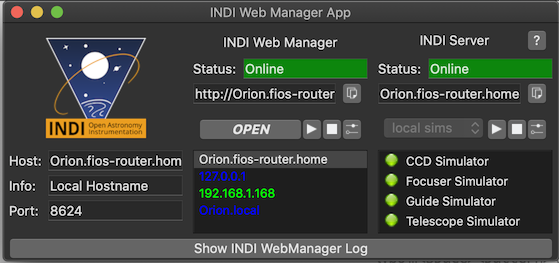 INDI Web Manager App
INDI Web Manager
INDI Server
?
Status: Online
Status: Online
http://Orion.fios-router
Orion.fios-router.home
INDI Open Astronomy Instrumentation
OPEN
local sims
Host: Orion.fios-router.hom
Info: Local Hostname
Port: 8624
Orion.fios-router.home
127.0.0.1
192.168.1.168
Orion.local
CCD Simulator
Focuser Simulator
Guide Simulator
Telescope Simulator
Show INDI WebManager Log